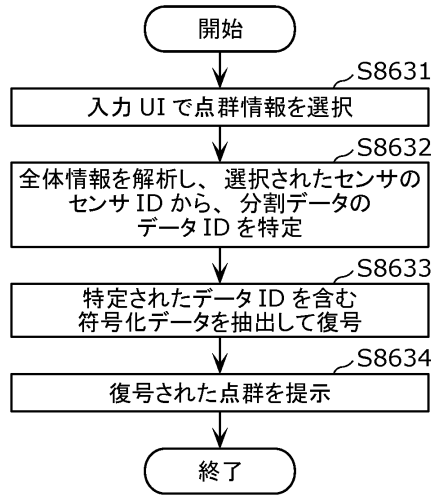 開始
S8631
入力 UI で点群情報を選択
S8632
全体情報を解析し、選択されたセンサの
センサ ID から、分割データの
データ ID を特定
S8633
特定されたデータ ID を含む
符号化データを抽出して復号
S8634
復号された点群を提示
終了